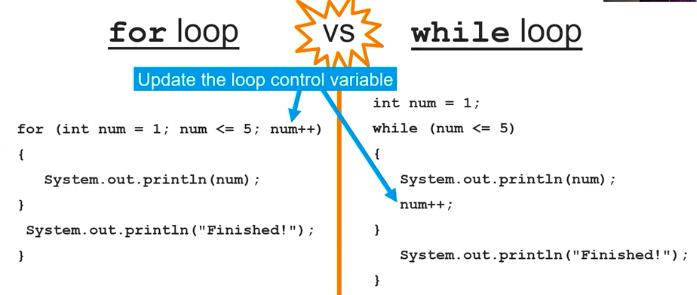 for loop
VS
while loop
Update the loop control variable
for (int num = 1; num <= 5; num++)
{
System.out.println(num);
}
System.out.println("Finished!");
}
int num = 1;
while (num <= 5)
{
System.out.println(num);
num++;
}
System.out.println("Finished!");
}